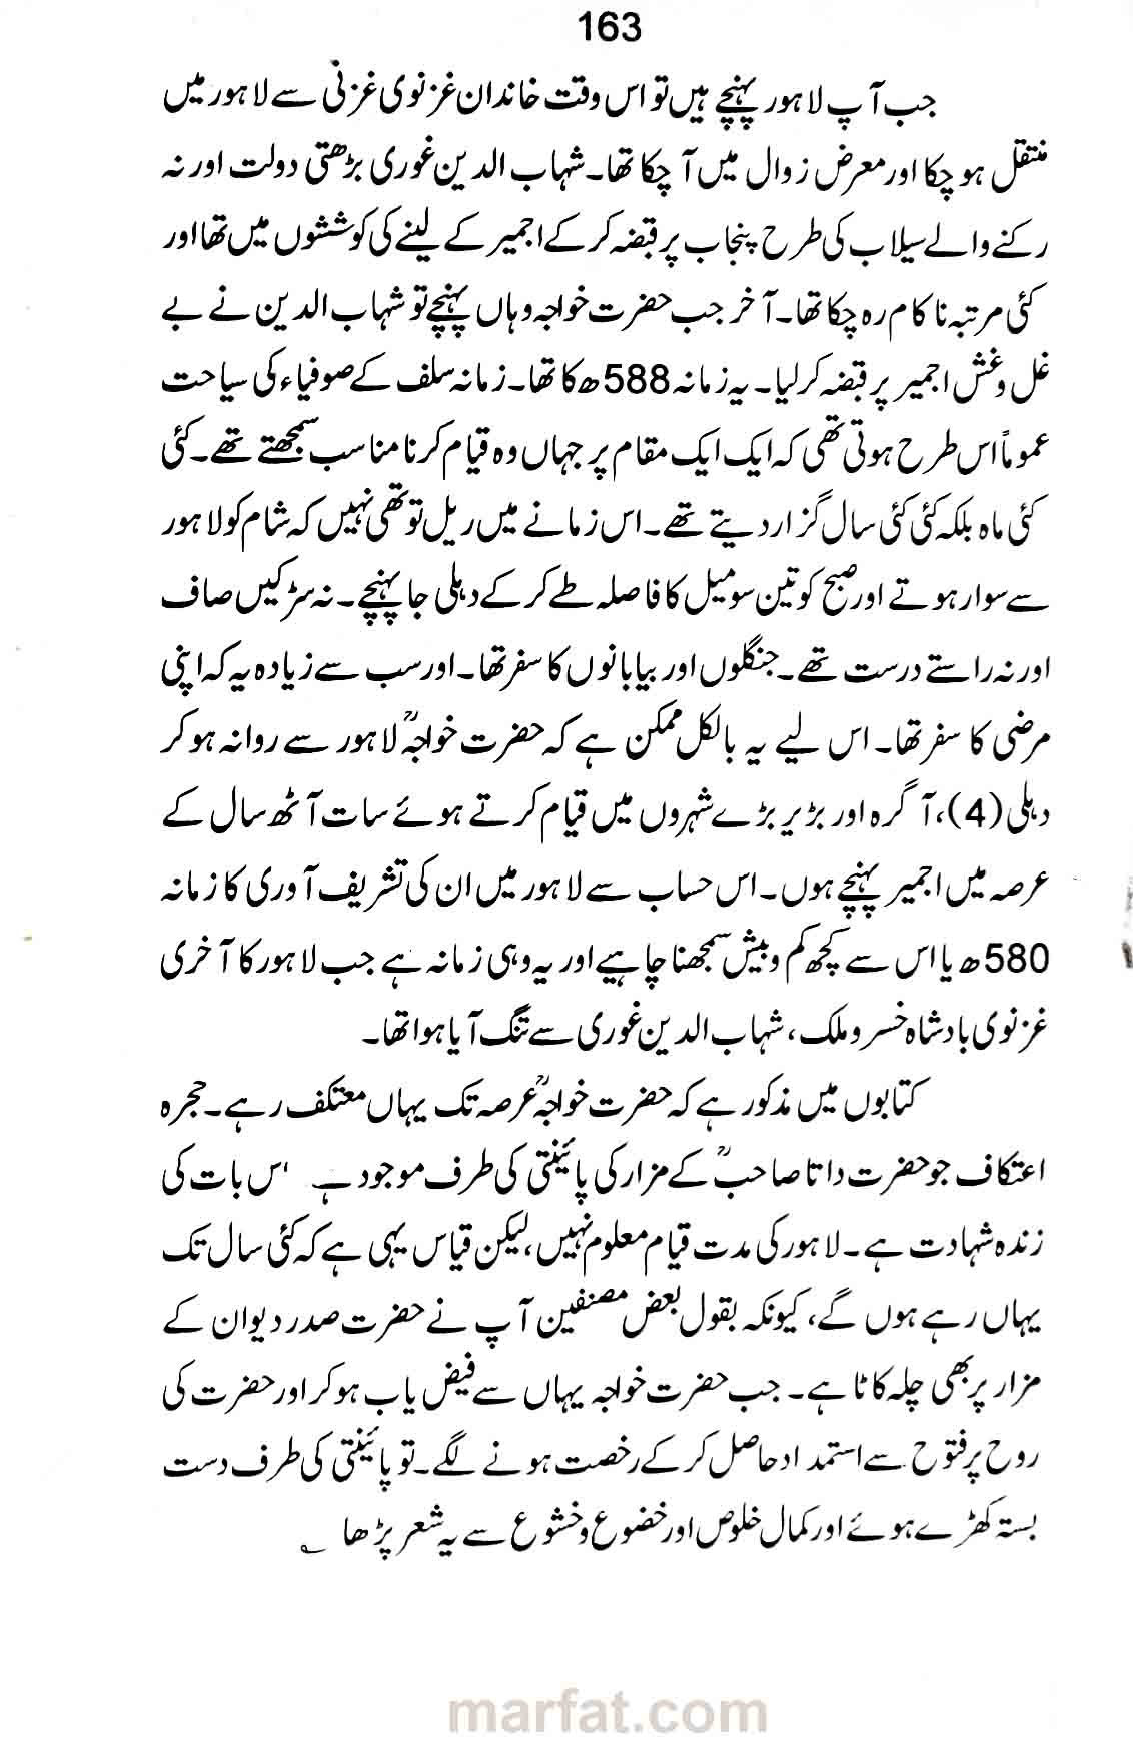 163
جب آپ لاہور پہنچے ہیں تو اس وقت خاندان غزنوی غزنی سے لاہور میں
منتقل ہو چکا اور معرض زوال میں آ چکا تھا۔ شہاب الدین غوری بڑھتی دولت اور نہ
رکنے والے سیلاب کی طرح پنجاب پر قبضہ کر کے اجمیر کے لینے کی کوششوں میں تھا اور
کئی مرتبہ ناکام رہ چکا تھا۔ آخر جب حضرت خواجہ وہاں پہنچے تو شہاب الدین نے بے
غل و غش اجمیر پر قبضہ کر لیا۔ یہ زمانہ 588ھ کا تھا۔ زمانہ سلف کے صوفیاء کی سیاحت
عموماً اس طرح ہوتی تھی کہ ایک ایک مقام پر جہاں وہ قیام کرنا مناسب سمجھتے تھے۔ کئی
کئی ماہ بلکہ کئی کئی سال گزار دیتے تھے۔ اس زمانے میں ریل تو تھی نہیں کہ شام کو لاہور
سے سوار ہوتے اور صبح کو تین سو میل کا فاصلہ طے کر کے دہلی جا پہنچے۔ نہ سڑکیں صاف
اور نہ راستے درست تھے۔ جنگلوں اور بیابانوں کا سفر تھا۔ اور سب سے زیادہ یہ کہ اپنی
مرضی کا سفر تھا۔ اس لیے یہ بالکل ممکن ہے کہ حضرت خواجہؒ لاہور سے روانہ ہو کر
دہلی (4)، آگرہ اور بڑیر بڑے شہروں میں قیام کرتے ہوئے سات آٹھ سال کے
عرصہ میں اجمیر پہنچے ہوں۔ اس حساب سے لاہور میں ان کی تشریف آوری کا زمانہ
580ھ یا اس سے کچھ کم و بیش سمجھنا چاہیے اور یہ وہی زمانہ ہے جب لاہور کا آخری
غزنوی بادشاہ خسرو ملک، شہاب الدین غوری سے تنگ آیا ہوا تھا۔
کتابوں میں مذکور ہے کہ حضرت خواجہؒ عرصہ تک یہاں معتکف رہے۔ حجرہ
اعتکاف جو حضرت داتا صاحبؒ کے مزار کی پائینتی کی طرف موجود ہے اس بات کی
زندہ شہادت ہے۔ لاہور کی مدت قیام معلوم نہیں، لیکن قیاس یہی ہے کہ کئی سال تک
یہاں رہے ہوں گے، کیونکہ بقول بعض مصنفین آپ نے حضرت صدر دیوان کے
مزار پر بھی چلہ کاٹا ہے۔ جب حضرت خواجہ یہاں سے فیض یاب ہو کر اور حضرت کی
روح پر فتوح سے استمداد حاصل کر کے رخصت ہونے لگے۔ تو پائینتی کی طرف دست
بستہ کھڑے ہوئے اور کمال خلوص اور خضوع و خشوع سے یہ شعر پڑھا ؎
marfat.com